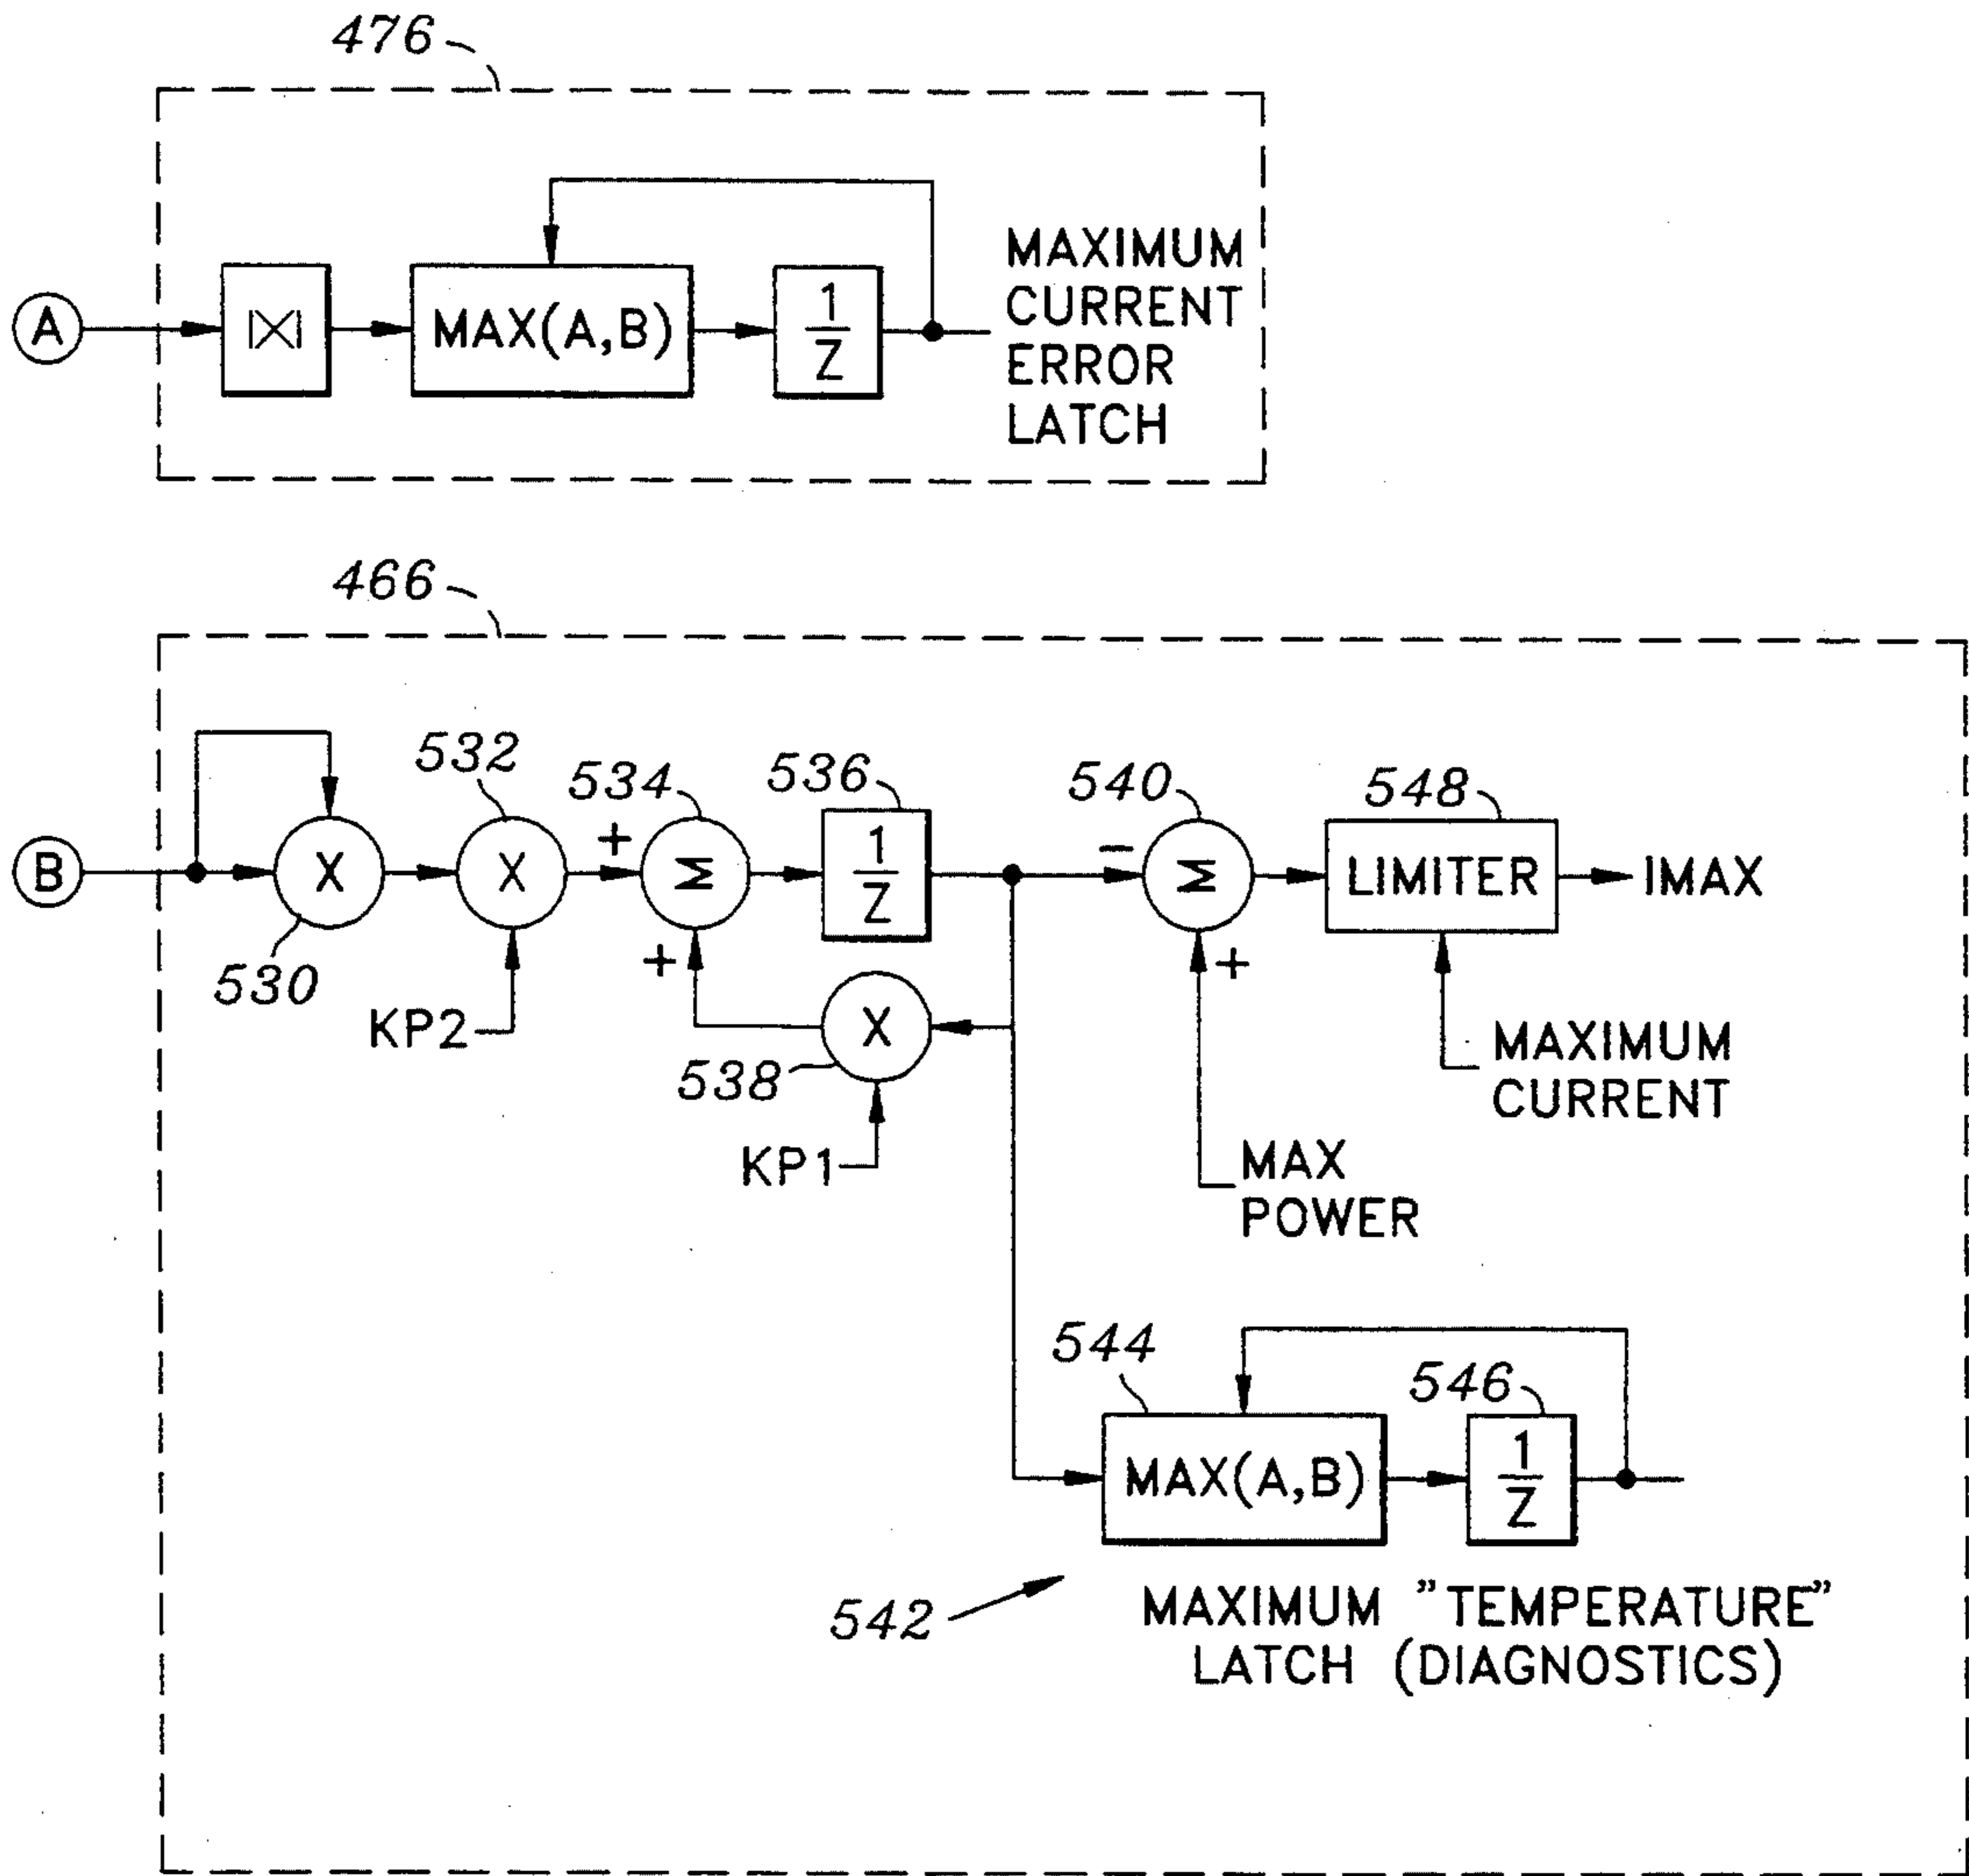 476
A
|X|
MAX(A,B)
1
Z
MAXIMUM
CURRENT
ERROR
LATCH
466
532
534
536
540
548
B
X
X
+
Σ
+
1
Z
-
Σ
+
LIMITER
IMAX
530
KP2
X
538
KP1
MAXIMUM
CURRENT
MAX
POWER
544
546
MAX(A,B)
1
Z
542
MAXIMUM "TEMPERATURE"
LATCH (DIAGNOSTICS)